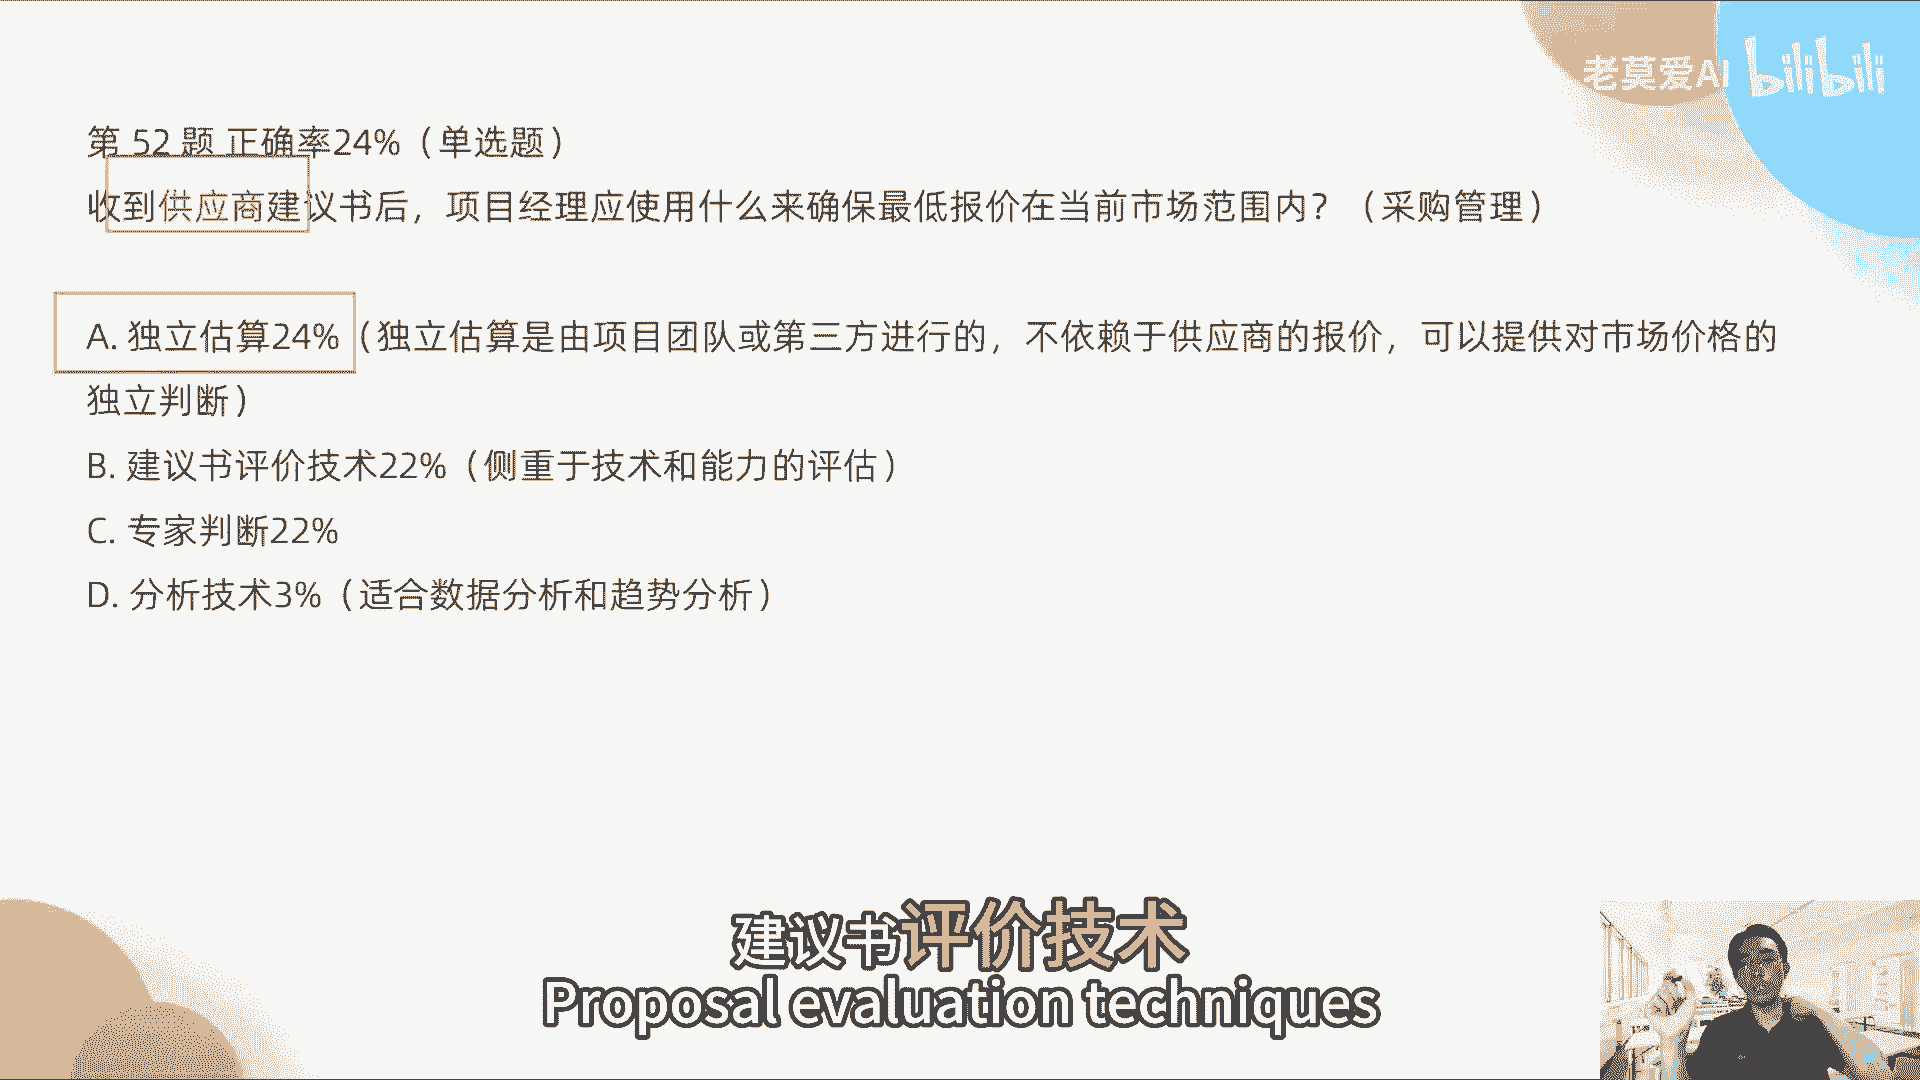 老莫爱AI bilibili
第 52 题 正确率24%（单选题）
收到供应商建议书后，项目经理应使用什么来确保最低报价在当前市场范围内？（采购管理）
A. 独立估算24%（独立估算是由项目团队或第三方进行的，不依赖于供应商的报价，可以提供对市场价格的
独立判断）
B. 建议书评价技术22%（侧重于技术和能力的评估）
C. 专家判断22%
D. 分析技术3%（适合数据分析和趋势分析）
建议书评价技术
Proposal evaluation techniques